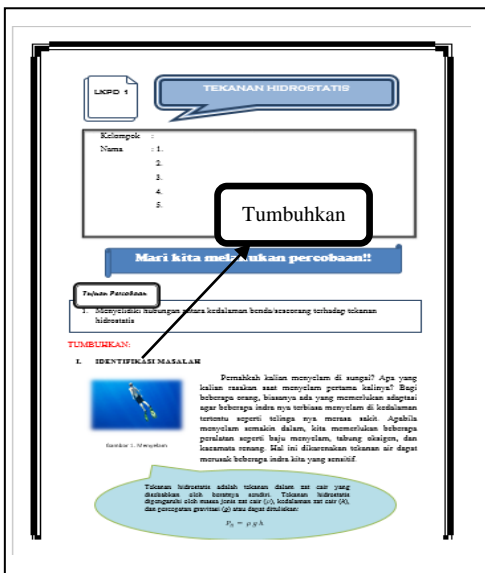 LKPD 1
TEKANAN HIDROSTATIS
Kelompok :
Nama : 1.
2.
3.
4.
5.
Tumbuhkan
Mari kita melakukan percobaan!!
Tujuan Percobaan
1. Menyelidiki hubungan antara kedalaman benda/seseorang terhadap tekanan
hidrostatis
TUMBUHKAN:
I. IDENTIFIKASI MASALAH
Pernahkah kalian menyelam di sungai? Apa yang
kalian rasakan saat menyelam pertama kalinya? Bagi
beberapa orang, biasanya ada yang memerlukan adaptasi
agar beberapa indra nya terbiasa menyelam di kedalaman
tertentu seperti telinga nya merasa sakit. Apabila
menyelam semakin dalam, kita memerlukan beberapa
peralatan seperti baju menyelam, tabung oksigen, dan
kacamata renang. Hal ini dikarenakan tekanan air dapat
merusak beberapa indra kita yang sensitif.
Gambar 1. Menyelam
Tekanan hidrostatis adalah tekanan dalam zat cair yang
disebabkan oleh beratnya sendiri. Tekanan hidrostatis
dipengaruhi oleh massa jenis zat cair (ρ), kedalaman zat cair (h),
dan percepatan gravitasi (g) atau dapat dituliskan:
P_h = ρ g h